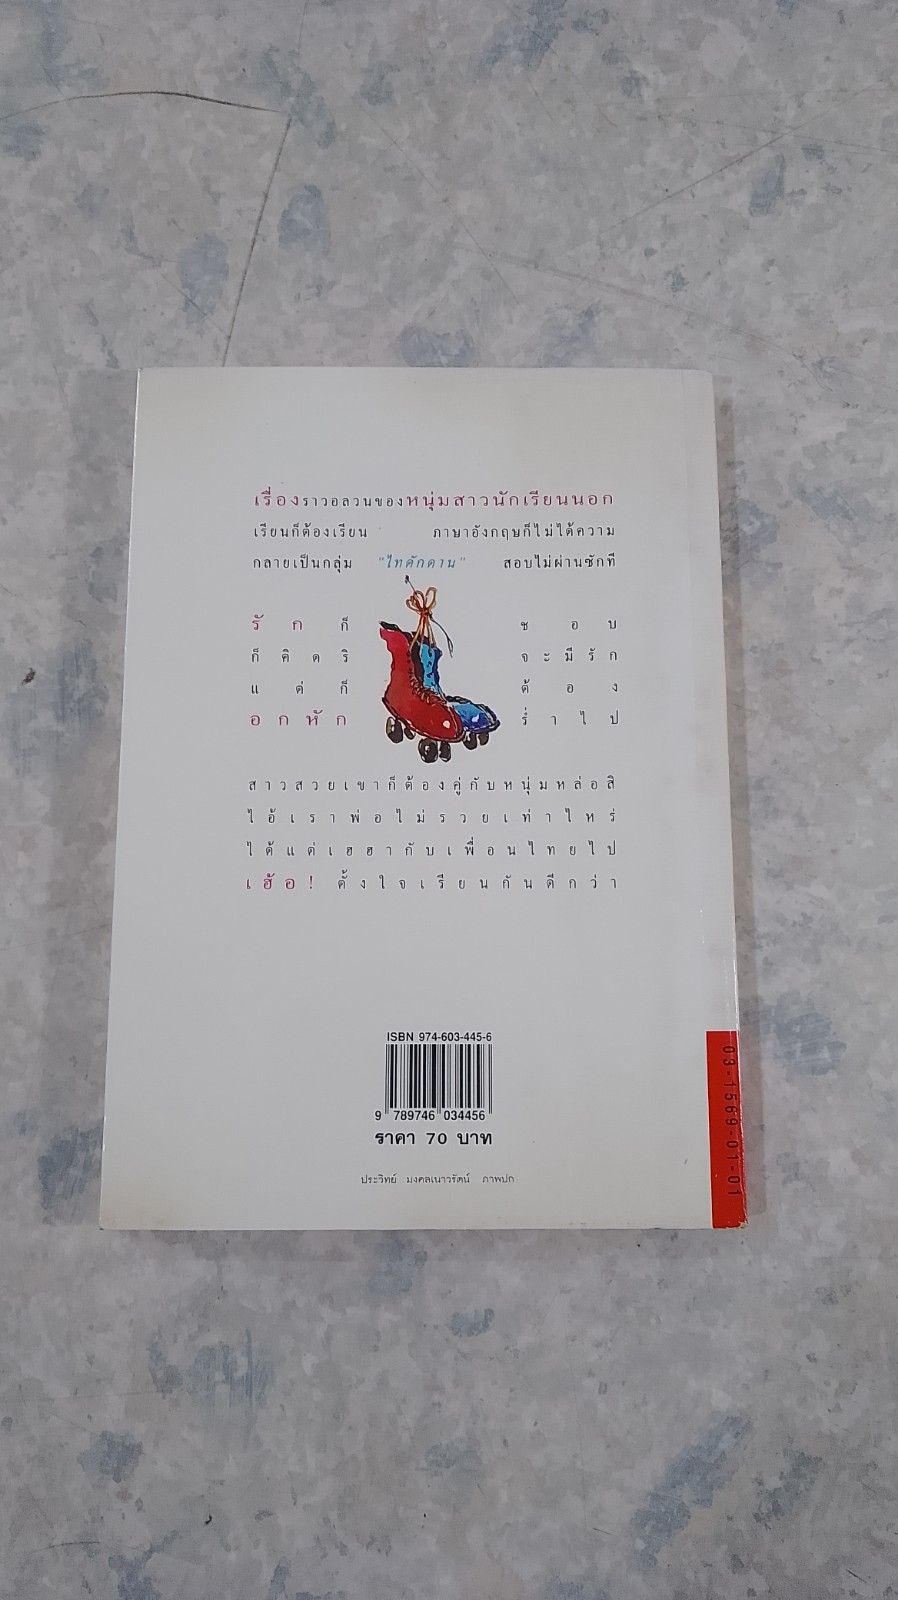 เรื่องราวอลวนของหนุ่มสาวนักเรียนนอก
เรียนก็ต้องเรียน ภาษาอังกฤษก็ไม่ได้ความ
กลายเป็นกลุ่ม "ไทดักดาน" สอบไม่ผ่านซักที
รักก็ชอบ
ก็คิดริจะมีรัก
แต่ก็ต้อง
อกหักร่ำไป
สาวสวยเขาก็ต้องคู่กับหนุ่มหล่อสิ
ไอ้เราพ่อไม่รวยเท่าไหร่
ได้แต่เฮฮากับเพื่อนไทยไป
เฮ้อ! ตั้งใจเรียนกันดีกว่า
ISBN 974-603-445-6
9 789746 034456
ราคา 70 บาท
ประวิทย์ มงคลเนาวรัตน์ ภาพปก
03-1569-01-01